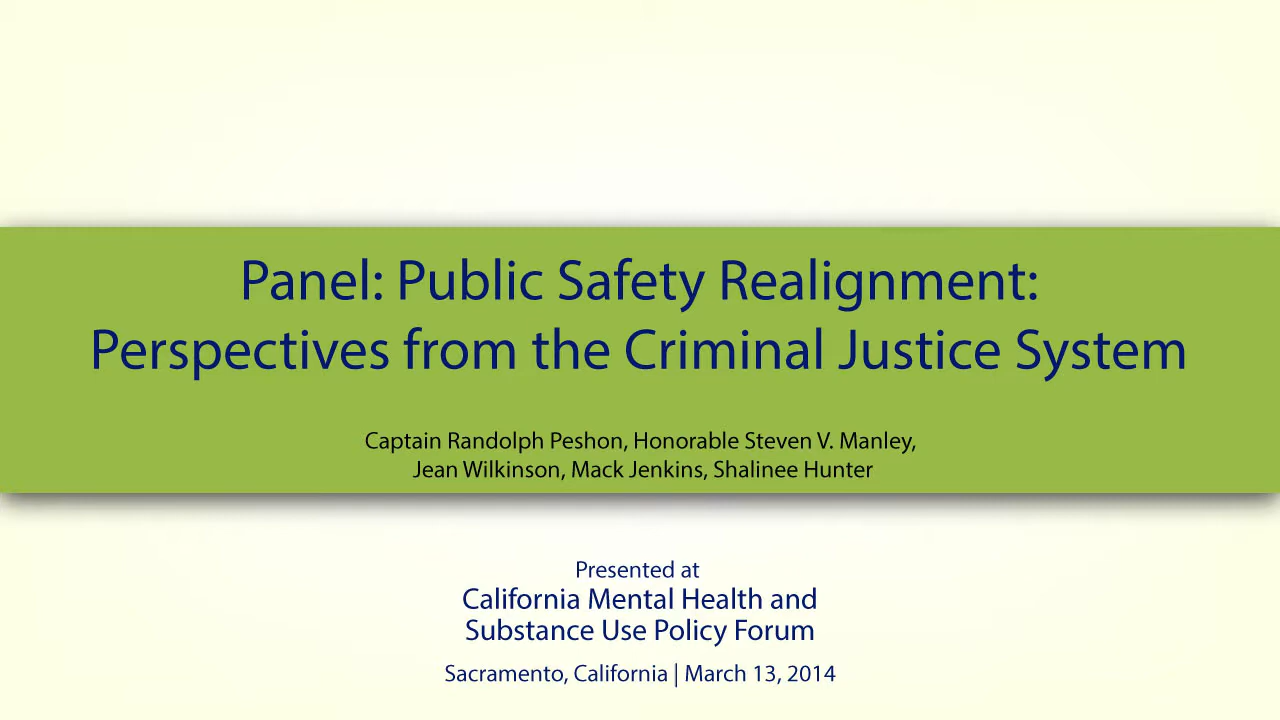 Panel: Public Safety Realignment:
Perspectives from the Criminal Justice System
Captain Randolph Peshon, Honorable Steven V. Manley,
Jean Wilkinson, Mack Jenkins, Shalinee Hunter
Presented at
California Mental Health and
Substance Use Policy Forum
Sacramento, California | March 13, 2014